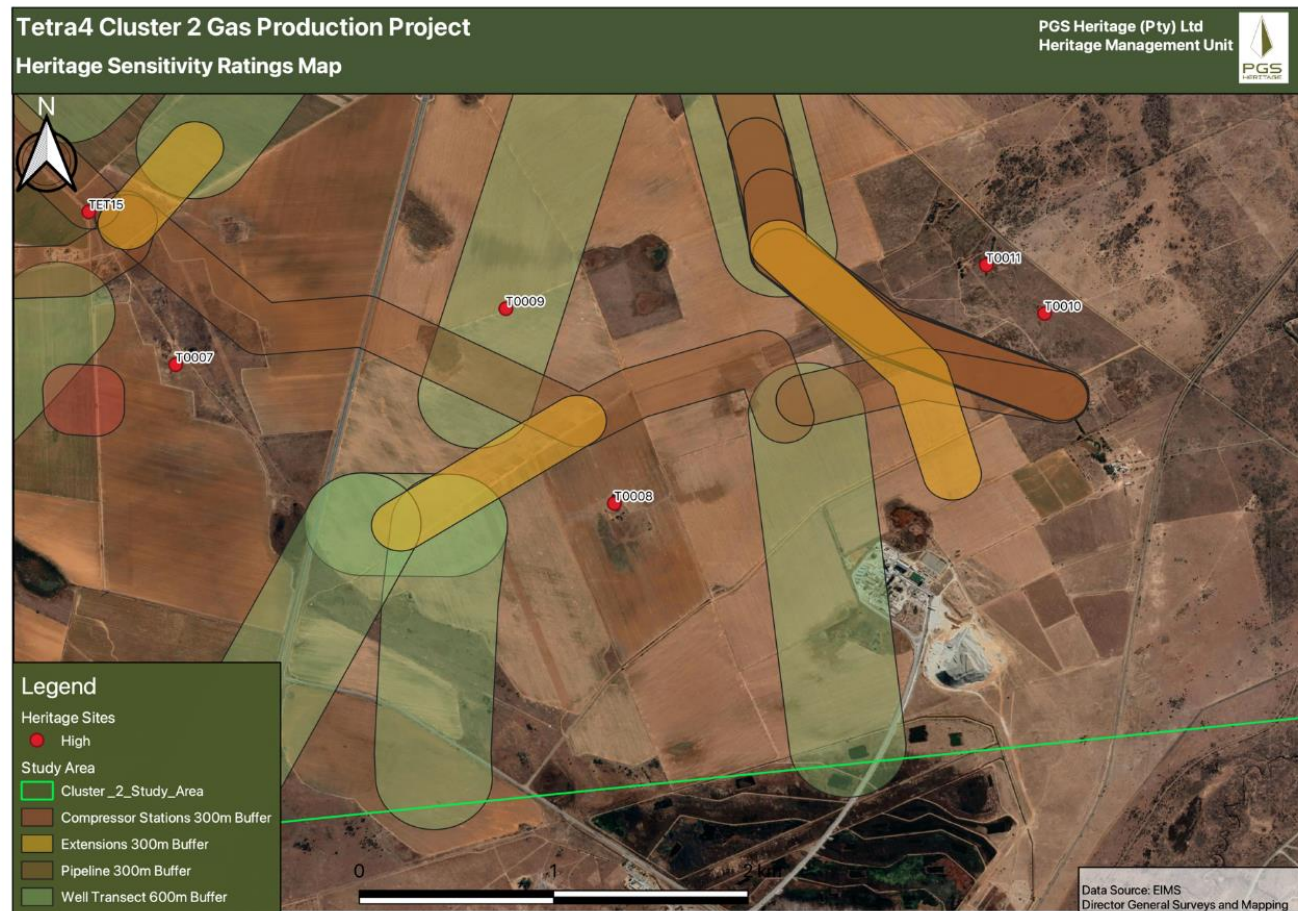 Tetra4 Cluster 2 Gas Production Project
Heritage Sensitivity Ratings Map
PGS Heritage (Pty) Ltd
Heritage Management Unit
PGS
HERITAGE
N
TET15
T0011
T0009
T0010
T0007
T0008
Legend
Heritage Sites
High
Study Area
Cluster_2_Study_Area
Compressor Stations 300m Buffer
Extensions 300m Buffer
Pipeline 300m Buffer
Well Transect 600m Buffer
0 1 2 km
Data Source: EIMS
Director General Surveys and Mapping